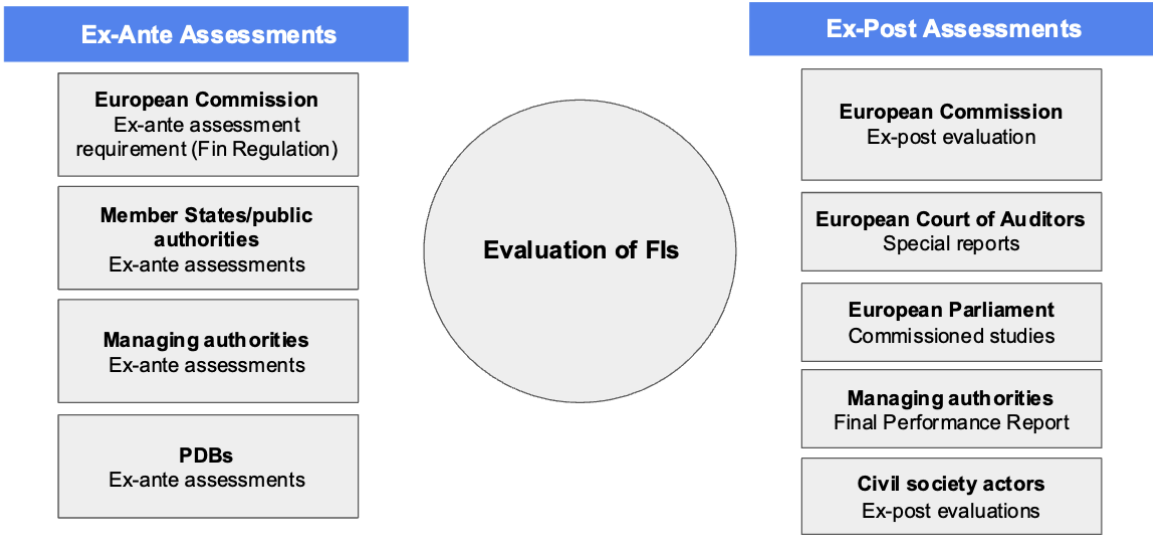 Ex-Ante Assessments
European Commission
Ex-ante assessment
requirement (Fin Regulation)
Member States/public
authorities
Ex-ante assessments
Managing authorities
Ex-ante assessments
PDBs
Ex-ante assessments
Evaluation of FIs
Ex-Post Assessments
European Commission
Ex-post evaluation
European Court of Auditors
Special reports
European Parliament
Commissioned studies
Managing authorities
Final Performance Report
Civil society actors
Ex-post evaluations